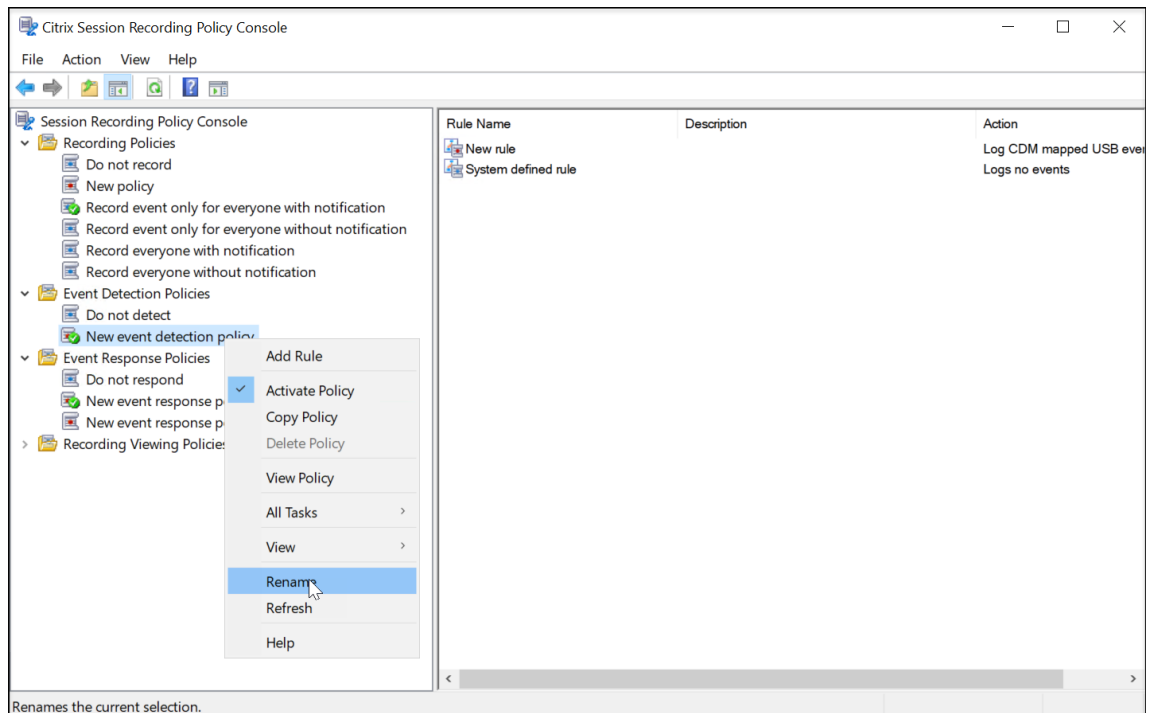 Citrix Session Recording Policy Console
File Action View Help
Session Recording Policy Console
Recording Policies
Do not record
New policy
Record event only for everyone with notification
Record event only for everyone without notification
Record everyone with notification
Record everyone without notification
Event Detection Policies
Do not detect
New event detection policy
Event Response Policies
Do not respond
New event response p
New event response p
Recording Viewing Policies
Add Rule
Activate Policy
Copy Policy
Delete Policy
View Policy
All Tasks
View
Rename
Refresh
Help
Rule Name Description Action
New rule Log CDM mapped USB even
System defined rule Logs no events
Renames the current selection.